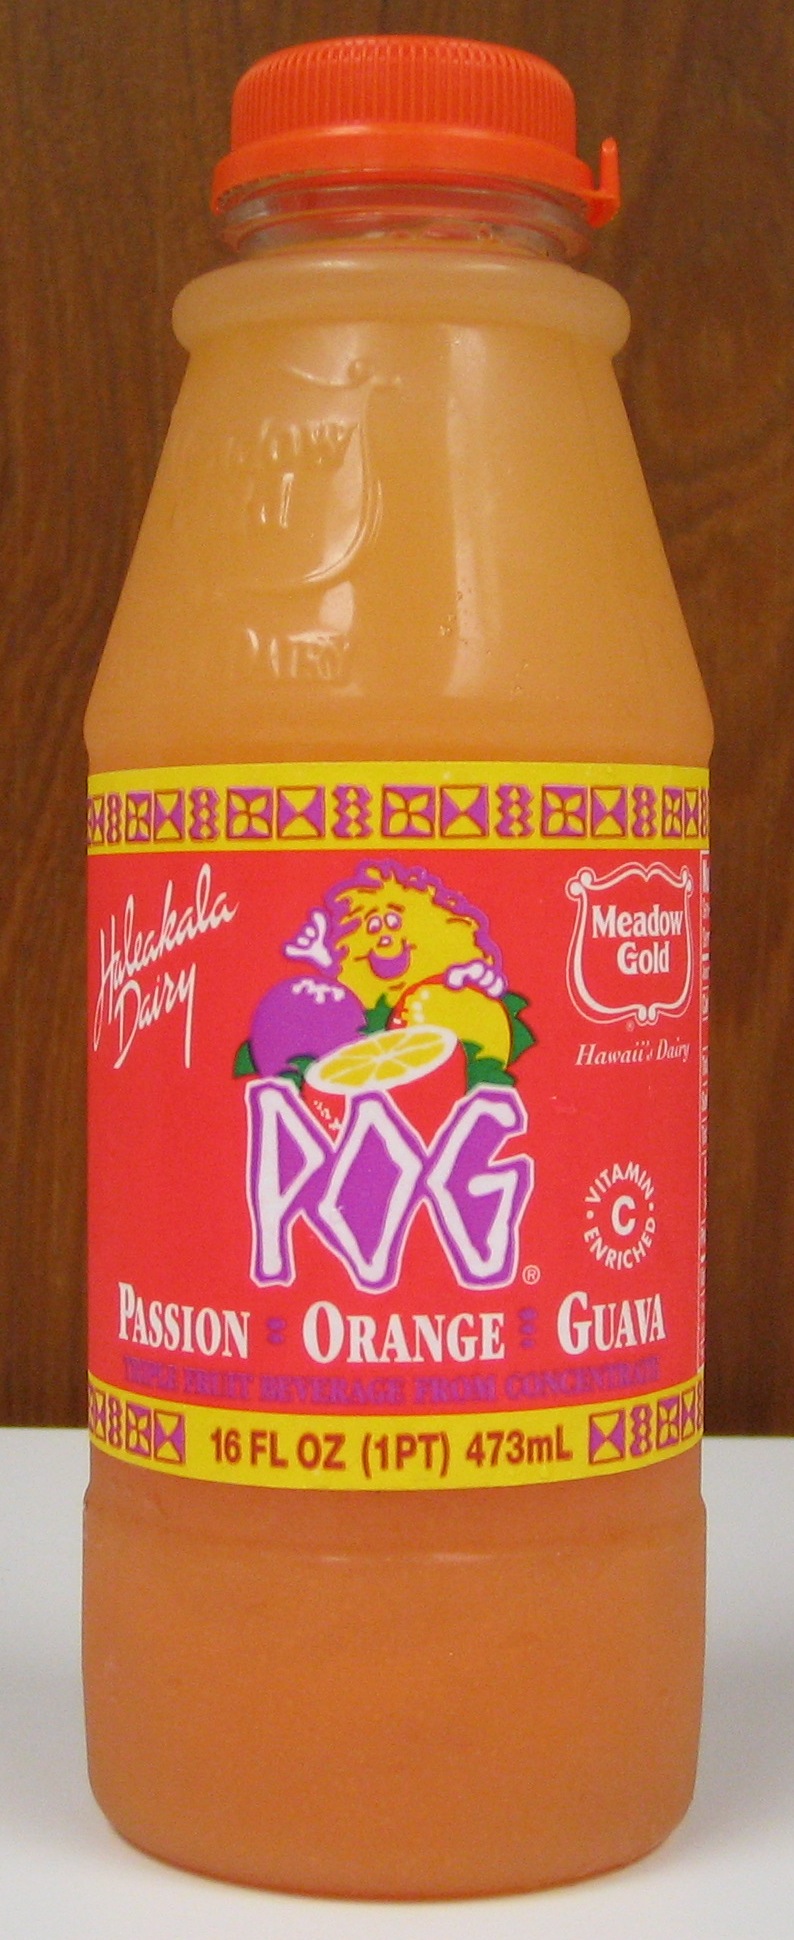 Haleakala
Dairy
Meadow
Gold
®
Hawaii's Dairy
POG®
VITAMIN
C
ENRICHED
PASSION : ORANGE : GUAVA
TRIPLE FRUIT BEVERAGE FROM CONCENTRATE
16 FL OZ (1PT) 473mL